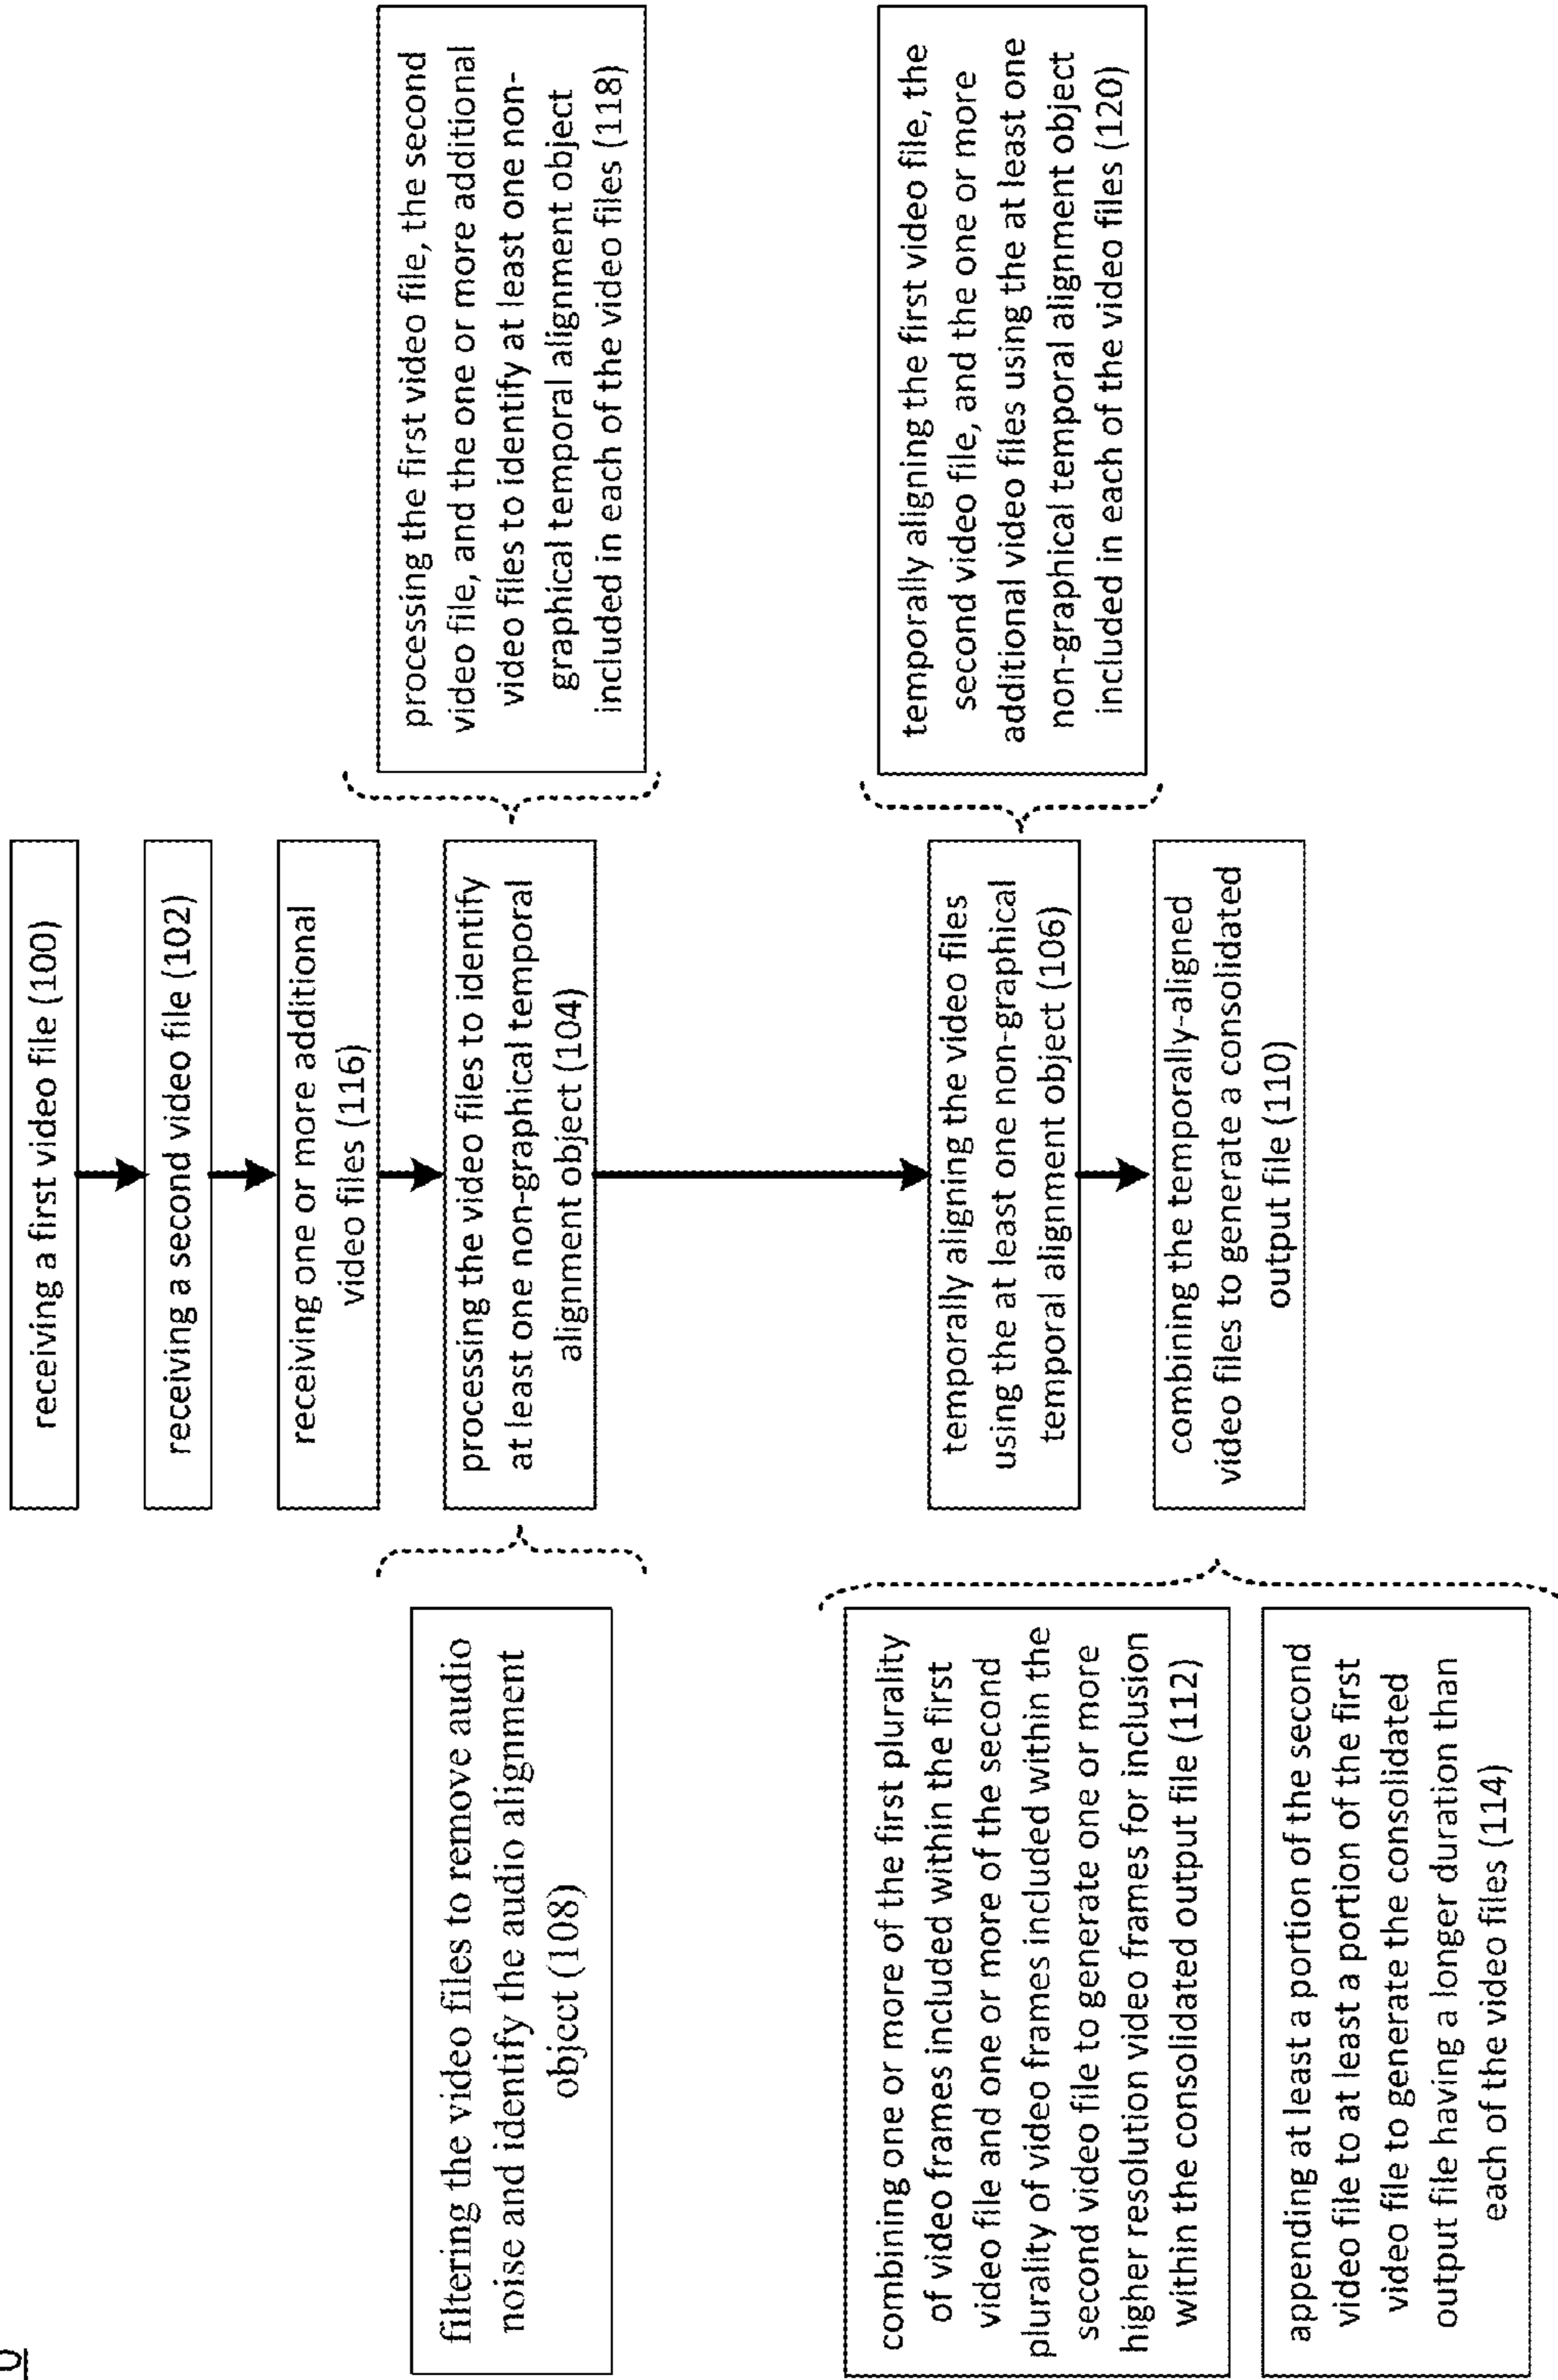 receiving a first video file (100)
receiving a second video file (102)
receiving one or more additional
video files (116)
processing the video files to identify
at least one non-graphical temporal
alignment object (104)
filtering the video files to remove audio
noise and identify the audio alignment
object (108)
processing the first video file, the second
video file, and the one or more additional
video files to identify at least one non-
graphical temporal alignment object
included in each of the video files (118)
temporally aligning the video files
using the at least one non-graphical
temporal alignment object (106)
temporally aligning the first video file, the
second video file, and the one or more
additional video files using the at least one
non-graphical temporal alignment object
included in each of the video files (120)
combining the temporally-aligned
video files to generate a consolidated
output file (110)
combining one or more of the first plurality
of video frames included within the first
video file and one or more of the second
plurality of video frames included within the
second video file to generate one or more
higher resolution video frames for inclusion
within the consolidated output file (112)
appending at least a portion of the second
video file to at least a portion of the first
video file to generate the consolidated
output file having a longer duration than
each of the video files (114)